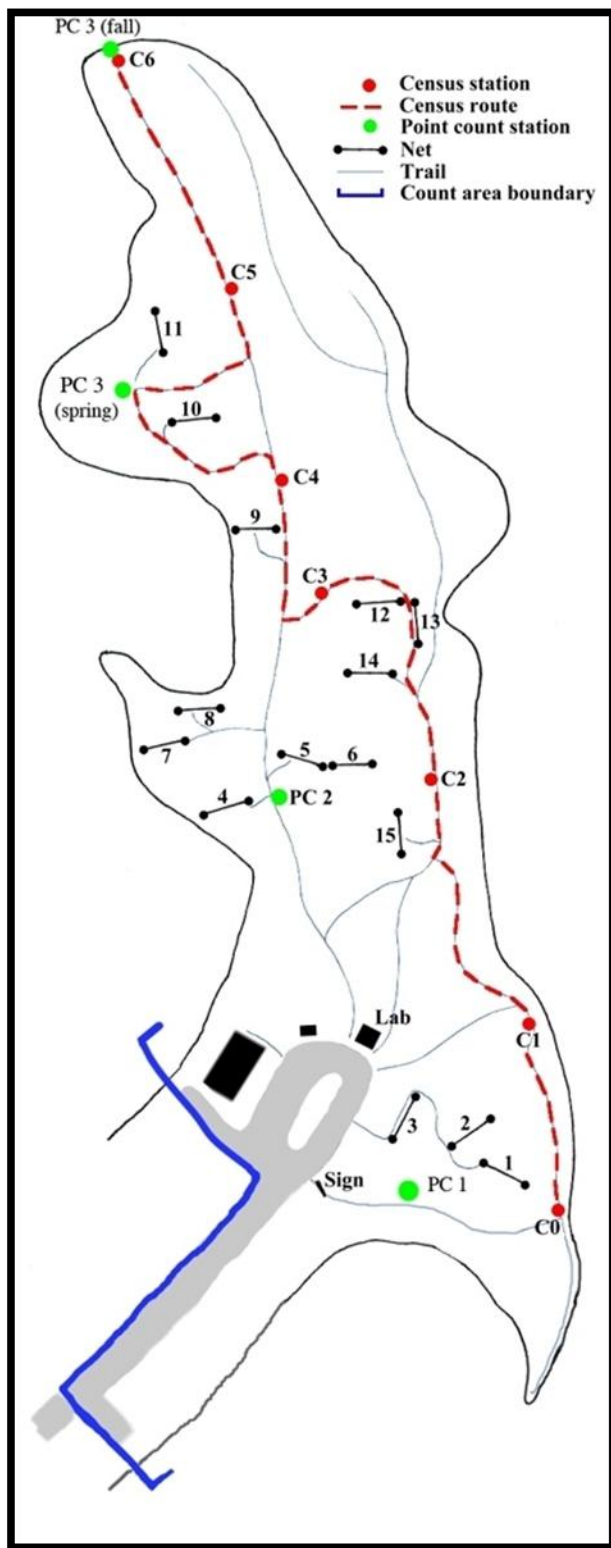 PC 3 (fall)
C6
Census station
Census route
Point count station
Net
Trail
Count area boundary
C5
11
PC 3
(spring)
10
C4
9
C3
12
13
14
8
7
5
6
C2
4
PC 2
15
Lab
C1
3
2
1
Sign
PC 1
C0